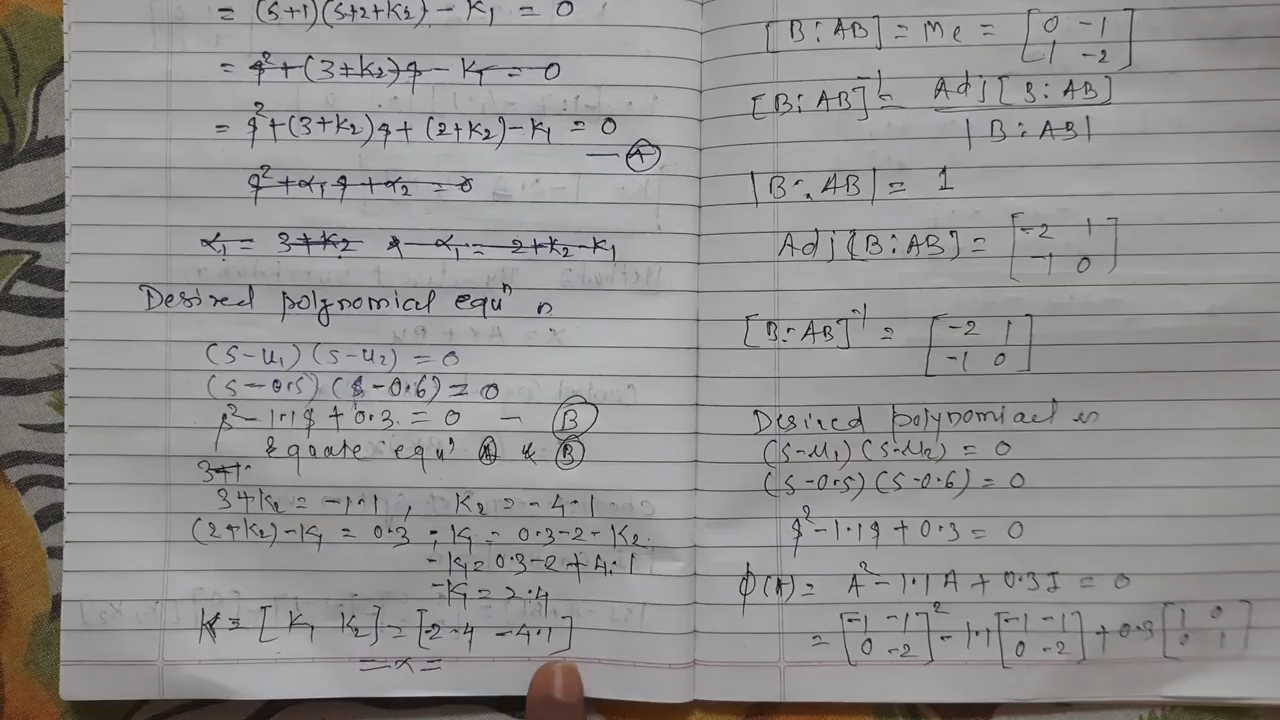 = (S+1)(S+2+K₂) - K₁ = 0
= s² + (3+K₂)s - K₁ = 0
= s² + (3+K₂)s + (2+K₂) - K₁ = 0
— Ⓐ
s² + α₁ s + α₂ = 0
α₁ = 3+K₂ & α₁ = 2+K₂-K₁
Desired polynomial equⁿ is
(S-u₁) (S-u₂) = 0
(S-0.5) (S-0.6) = 0
s² - 1.1s + 0.3 = 0 — Ⓑ
Equate equⁿ Ⓐ & Ⓑ
3+1
3+K₂ = -1.1, K₂ = -4.1
(2+K₂)-K₁ = 0.3 ; -K₁ = 0.3-2-K₂
-K₁ = 0.3-2+4.1
-K₁ = 2.4
K = [K₁ K₂] = [-2.4 -4.1]
=x=
[B:AB] = Mc = [0 -1
1 -2]
[B:AB]⁻¹ = Adj[B:AB]
|B:AB|
|B:AB| = 1
Adj[B:AB] = [-2 1
-1 0]
[B:AB]⁻¹ = [-2 1
-1 0]
Desired polynomial is
(S-u₁) (S-u₂) = 0
(S-0.5) (S-0.6) = 0
s² - 1.1s + 0.3 = 0
ϕ(A) = A² - 1.1A + 0.3I = 0
= [-1 -1
0 -2]² - 1.1 [-1 -1
0 -2] + 0.3 [1 0
0 1]